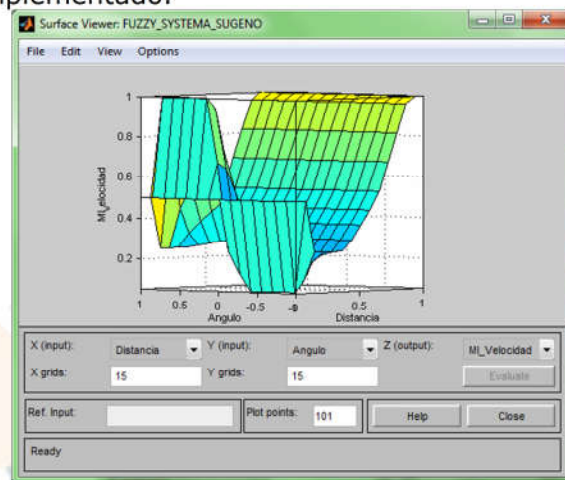 plementado.
Surface Viewer: FUZZY_SYSTEMA_SUGENO
File Edit View Options
1
0.8
0.6
0.4
0.2
MI_Velocidad
1 0.5 0 -0.5 0.5 1
Angulo Distancia
X (input): Distancia Y (input): Angulo Z (output): MI_Velocidad
X grids: 15 Y grids: 15 Evaluate
Ref. Input: Plot points: 101 Help Close
Ready